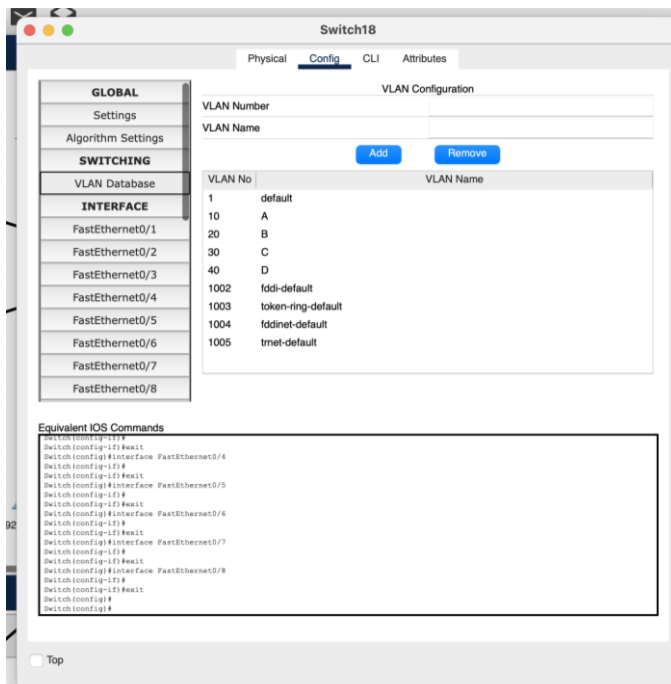 Switch18
Physical Config CLI Attributes
GLOBAL
Settings
Algorithm Settings
SWITCHING
VLAN Database
INTERFACE
FastEthernet0/1
FastEthernet0/2
FastEthernet0/3
FastEthernet0/4
FastEthernet0/5
FastEthernet0/6
FastEthernet0/7
FastEthernet0/8
VLAN Configuration
VLAN Number
VLAN Name
Add Remove
VLAN No VLAN Name
1 default
10 A
20 B
30 C
40 D
1002 fddi-default
1003 token-ring-default
1004 fddinet-default
1005 trnet-default
Equivalent IOS Commands
Switch(config-if)#
Switch(config-if)#exit
Switch(config)#interface FastEthernet0/4
Switch(config-if)#
Switch(config-if)#exit
Switch(config)#interface FastEthernet0/5
Switch(config-if)#
Switch(config-if)#exit
Switch(config)#interface FastEthernet0/6
Switch(config-if)#
Switch(config-if)#exit
Switch(config)#interface FastEthernet0/7
Switch(config-if)#
Switch(config-if)#exit
Switch(config)#interface FastEthernet0/8
Switch(config-if)#
Switch(config-if)#exit
Switch(config)#
Switch(config)#
92
Top